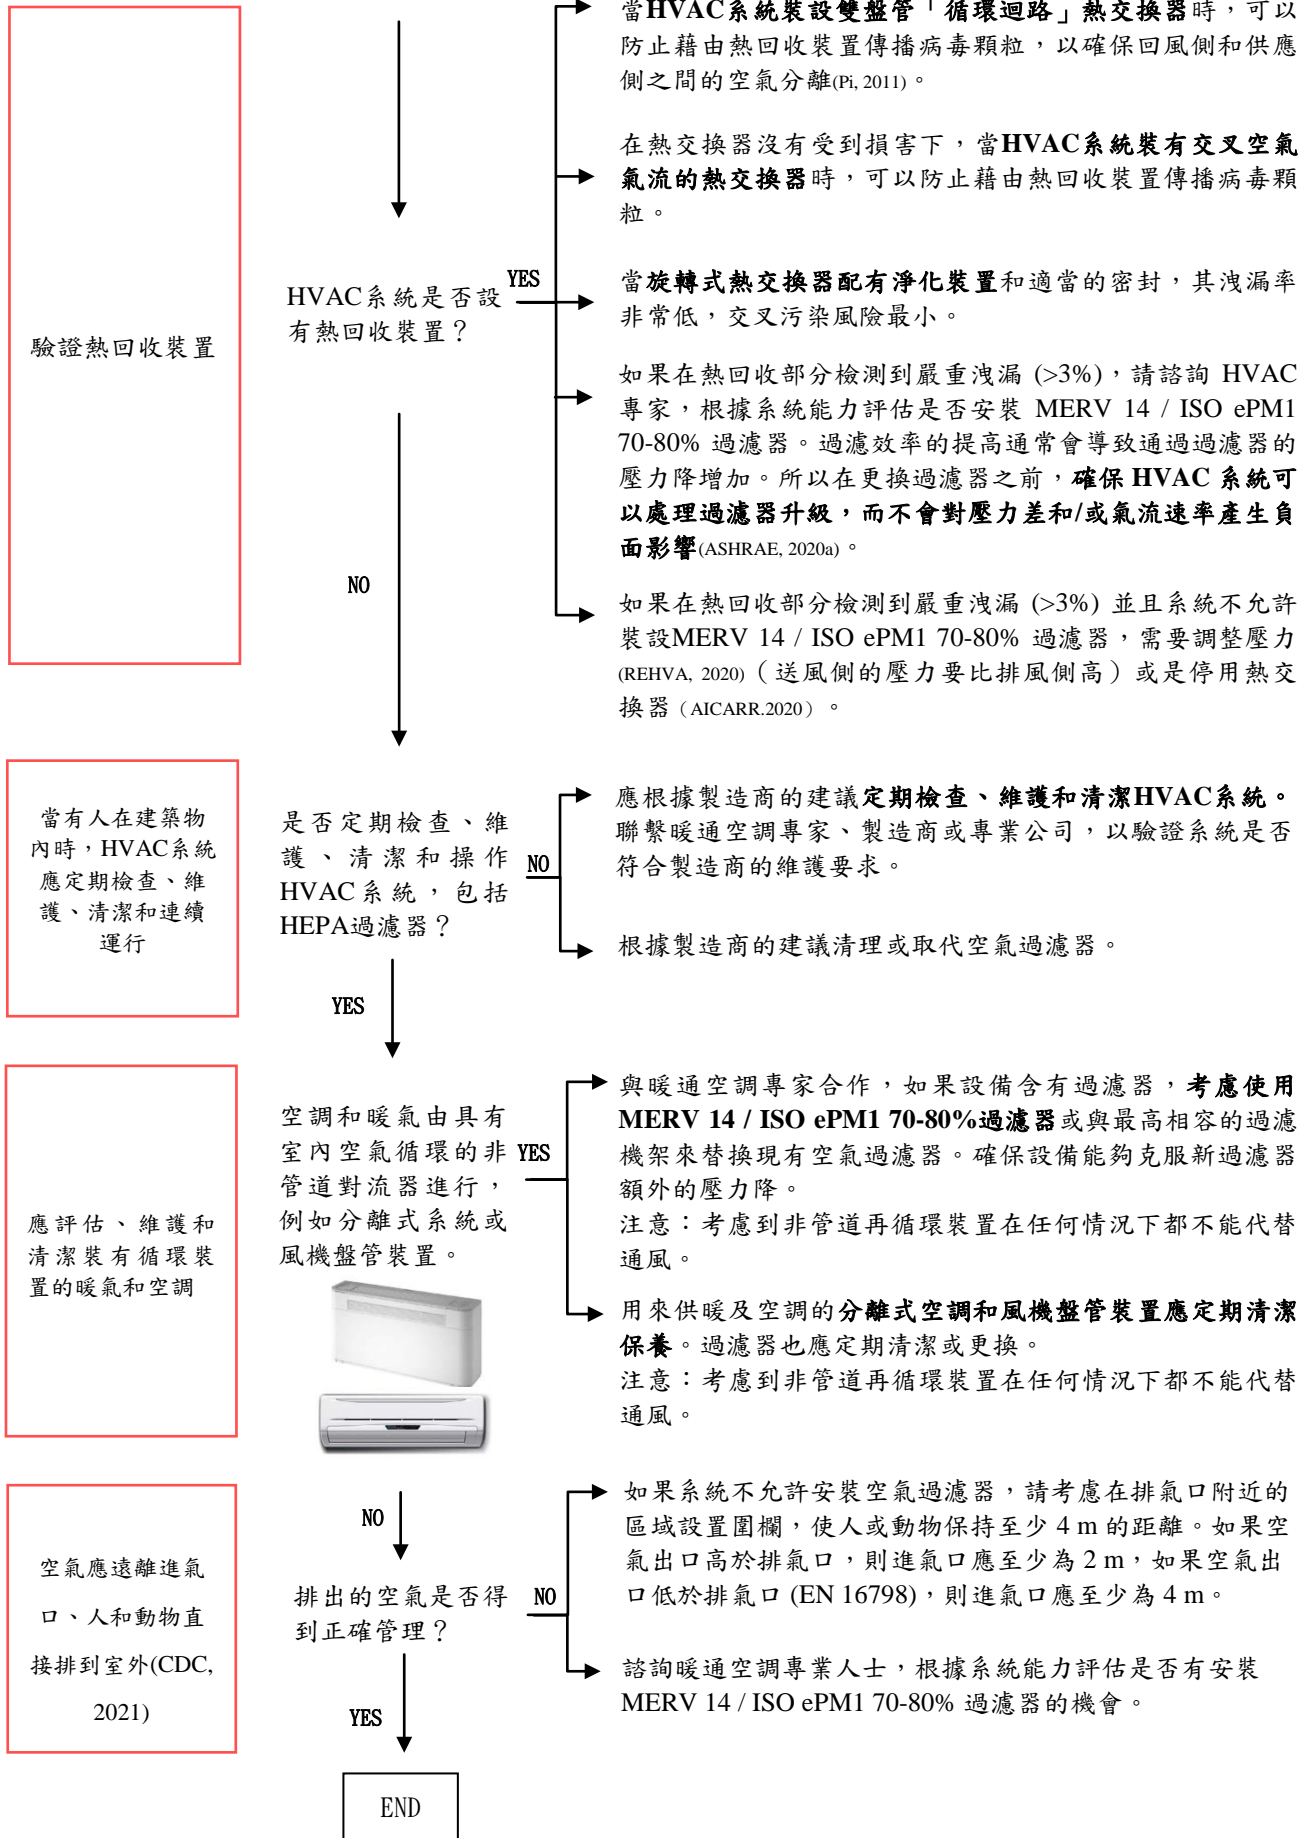 當HVAC系統裝設雙盤管「循環迴路」熱交換器時，可以
防止藉由熱回收裝置傳播病毒顆粒，以確保回風側和供應
側之間的空氣分離(Pi, 2011)。
在熱交換器沒有受到損害下，當HVAC系統裝有交叉空氣
氣流的熱交換器時，可以防止藉由熱回收裝置傳播病毒顆
粒。
驗證熱回收裝置
HVAC系統是否設
有熱回收裝置？
YES
當旋轉式熱交換器配有淨化裝置和適當的密封，其洩漏率
非常低，交叉污染風險最小。
如果在熱回收部分檢測到嚴重洩漏 (>3%)，請諮詢 HVAC
專家，根據系統能力評估是否安裝 MERV 14 / ISO ePM1
70-80% 過濾器。過濾效率的提高通常會導致通過過濾器的
壓力降增加。所以在更換過濾器之前，確保 HVAC 系統可
以處理過濾器升級，而不會對壓力差和/或氣流速率產生負
面影響(ASHRAE, 2020a)。
NO
如果在熱回收部分檢測到嚴重洩漏 (>3%) 並且系統不允許
裝設MERV 14 / ISO ePM1 70-80% 過濾器，需要調整壓力
(REHVA, 2020)（送風側的壓力要比排風側高）或是停用熱交
換器（AICARR.2020）。
當有人在建築物
內時，HVAC系統
應定期檢查、維
護、清潔和連續
運行
是否定期檢查、維
護、清潔和操作
HVAC系統，包括
HEPA過濾器？
NO
應根據製造商的建議定期檢查、維護和清潔HVAC系統。
聯繫暖通空調專家、製造商或專業公司，以驗證系統是否
符合製造商的維護要求。
根據製造商的建議清理或取代空氣過濾器。
YES
應評估、維護和
清潔裝有循環裝
置的暖氣和空調
空調和暖氣由具有
室內空氣循環的非
管道對流器進行，
例如分離式系統或
風機盤管裝置。
YES
與暖通空調專家合作，如果設備含有過濾器，考慮使用
MERV 14 / ISO ePM1 70-80%過濾器或與最高相容的過濾
機架來替換現有空氣過濾器。確保設備能夠克服新過濾器
額外的壓力降。
注意：考慮到非管道再循環裝置在任何情況下都不能代替
通風。
用來供暖及空調的分離式空調和風機盤管裝置應定期清潔
保養。過濾器也應定期清潔或更換。
注意：考慮到非管道再循環裝置在任何情況下都不能代替
通風。
NO
空氣應遠離進氣
口、人和動物直
接排到室外(CDC,
2021)
排出的空氣是否得
到正確管理？
NO
如果系統不允許安裝空氣過濾器，請考慮在排氣口附近的
區域設置圍欄，使人或動物保持至少 4 m 的距離。如果空
氣出口高於排氣口，則進氣口應至少為 2 m，如果空氣出
口低於排氣口 (EN 16798)，則進氣口應至少為 4 m。
諮詢暖通空調專業人士，根據系統能力評估是否有安裝
MERV 14 / ISO ePM1 70-80% 過濾器的機會。
YES
END